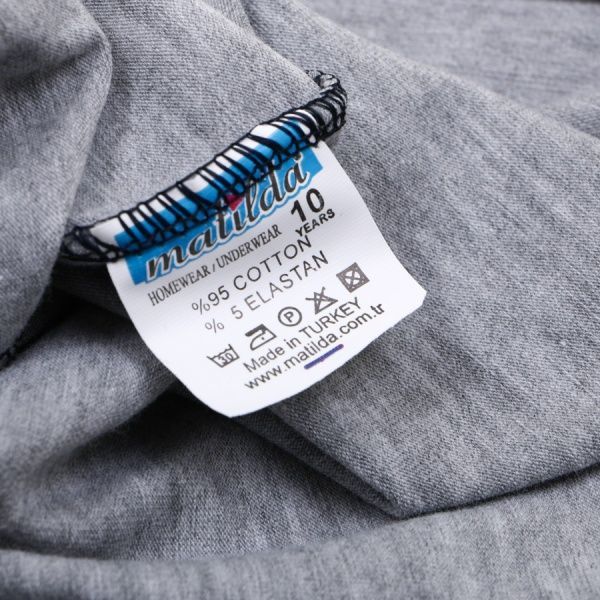 matilda
10
YEARS
HOMEWEAR / UNDERWEAR
%95 COTTON
% 5 ELASTAN
P
Made in TURKEY
www.matilda.com.tr